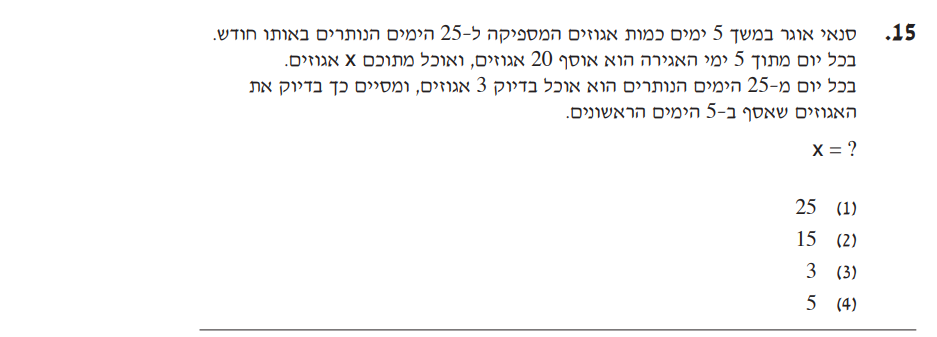 15. סנאי אוגר במשך 5 ימים כמות אגוזים המספיקה ל-25 הימים הנותרים באותו חודש.
בכל יום מתוך 5 ימי האגירה הוא אוסף 20 אגוזים, ואוכל מתוכם x אגוזים.
בכל יום מ-25 הימים הנותרים הוא אוכל בדיוק 3 אגוזים, ומסיים כך בדיוק את
האגוזים שאסף ב-5 הימים הראשונים.
x = ?
(1) 25
(2) 15
(3) 3
(4) 5